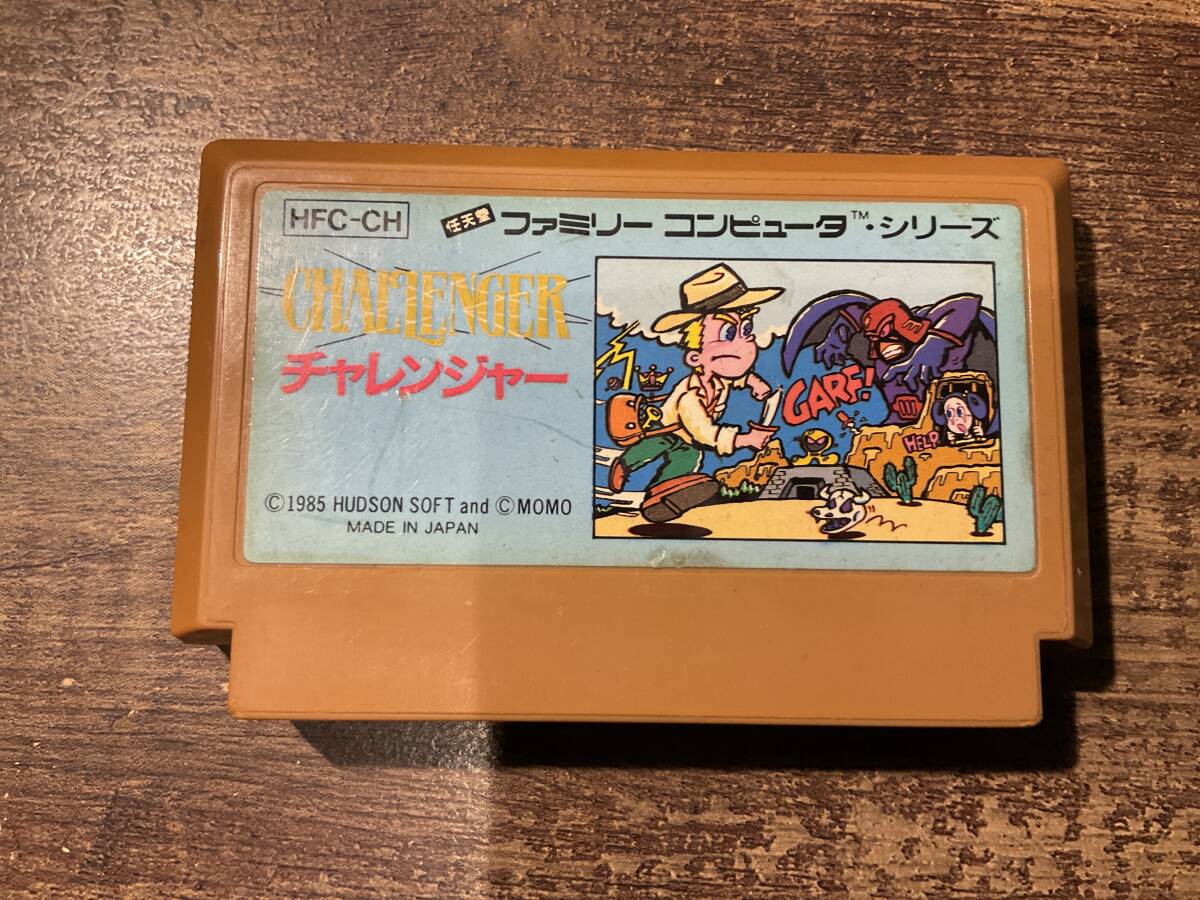 HFC-CH
任天堂 ファミリー コンピュータ™・シリーズ
CHALLENGER
チャレンジャー
GARF!
HELP
©1985 HUDSON SOFT and ©MOMO
MADE IN JAPAN